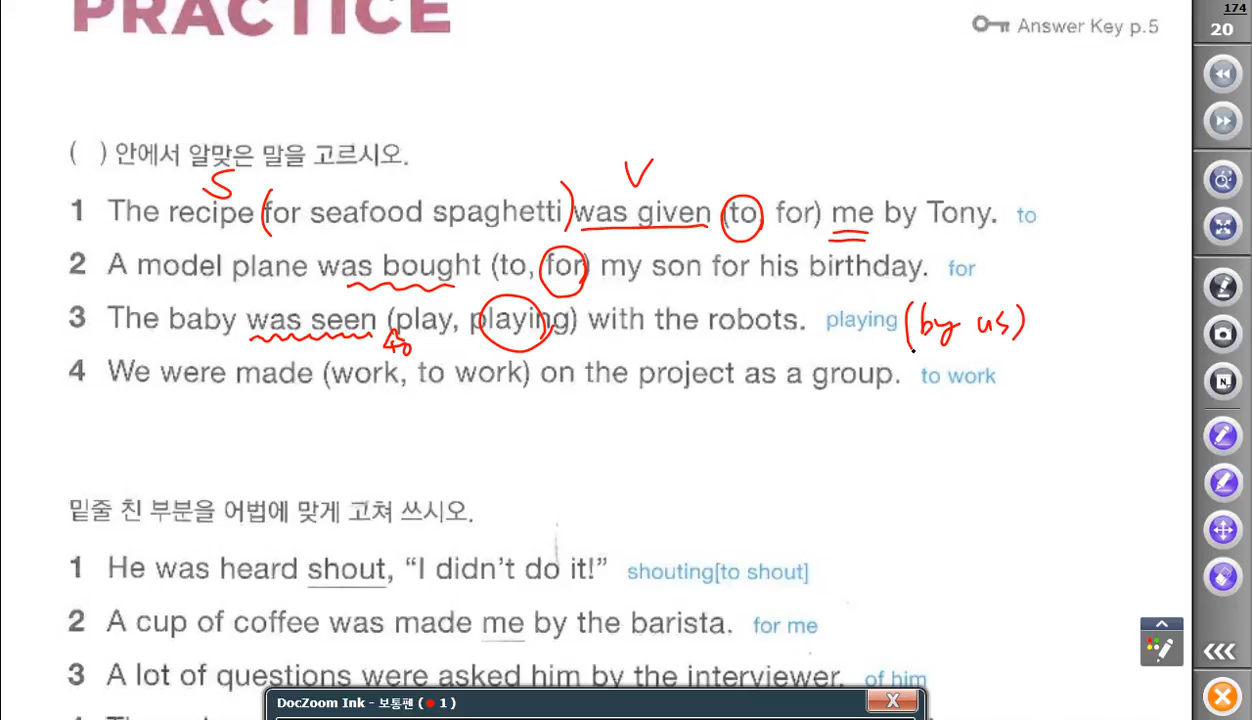 PRACTICE
174
20
Answer Key p.5
( ) 안에서 알맞은 말을 고르시오.
S V
1 The recipe (for seafood spaghetti) was given (to, for) me by Tony. to
2 A model plane was bought (to, for) my son for his birthday. for
3 The baby was seen (play, playing) with the robots. playing (by us)
to
4 We were made (work, to work) on the project as a group. to work
밑줄 친 부분을 어법에 맞게 고쳐 쓰시오.
1 He was heard shout, “I didn’t do it!” shouting[to shout]
2 A cup of coffee was made me by the barista. for me
3 A lot of questions were asked him by the interviewer. of him
DocZoom Ink - 보통펜 ( 1 )